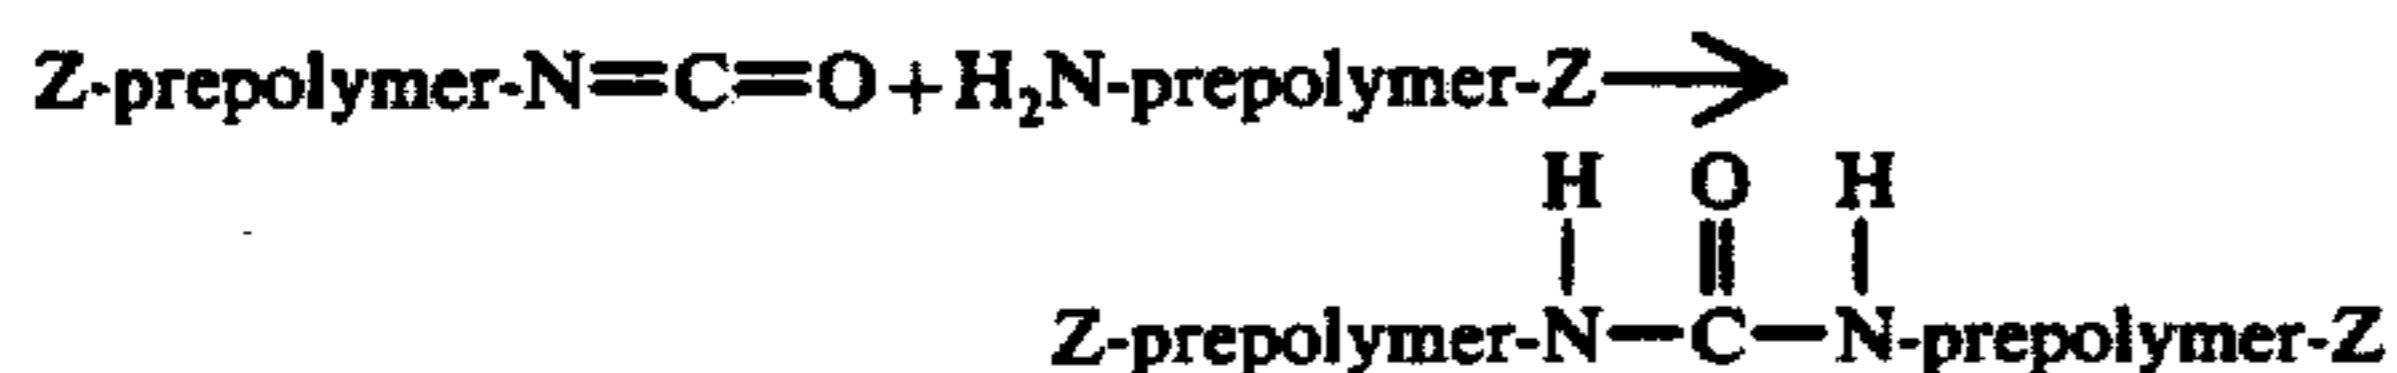 Z-prepolymer-N=C=O+H₂N-prepolymer-Z→
H O H
Z-prepolymer-N—C—N-prepolymer-Z